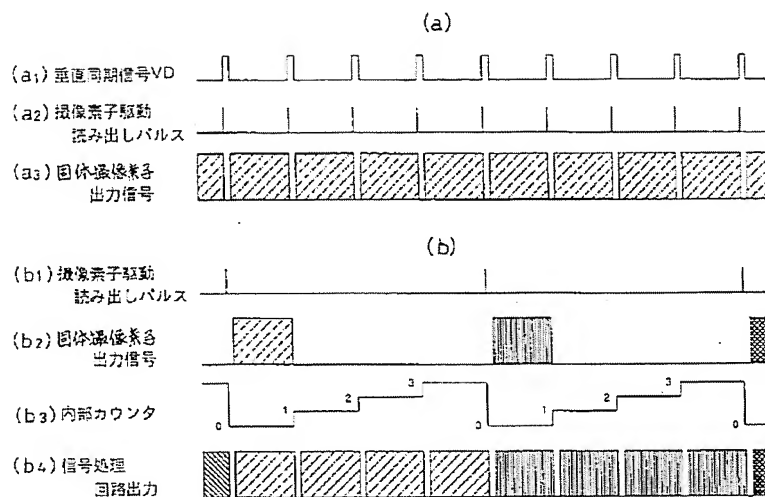 (a)
(a1) 垂直同期信号VD
(a2) 撮像素子駆動
読み出しパルス
(a3) 固体撮像素子
出力信号
(b)
(b1) 撮像素子駆動
読み出しパルス
(b2) 固体撮像素子
出力信号
(b3) 内部カウンタ
0 1 2 3 0 1 2 3 0
(b4) 信号処理
回路出力